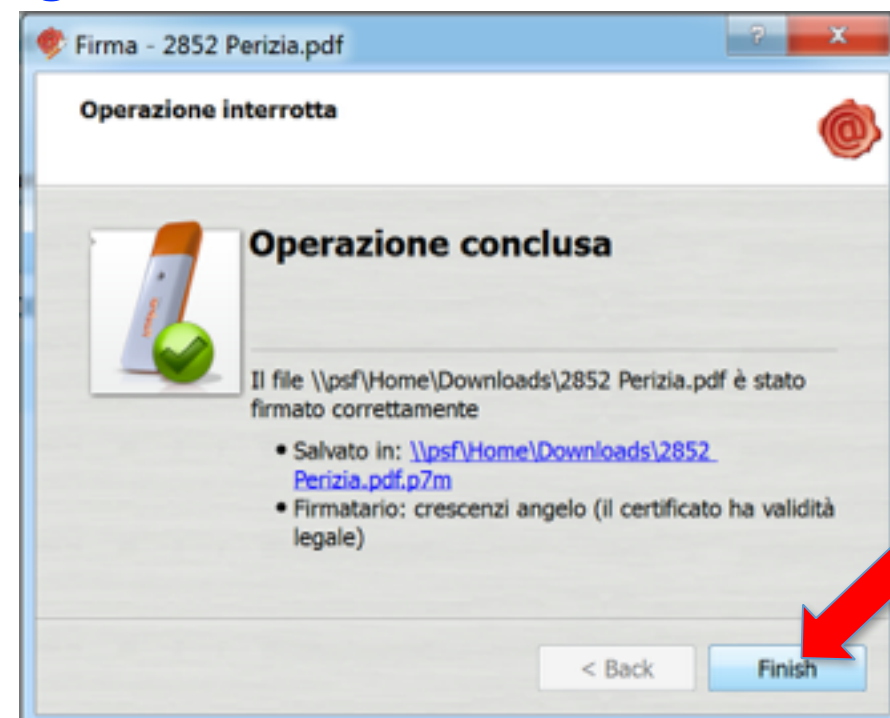 Firma - 2852 Perizia.pdf
Operazione interrotta
Operazione conclusa
Il file \\psf\Home\Downloads\2852 Perizia.pdf è stato
firmato correttamente
• Salvato in: \\psf\Home\Downloads\2852
Perizia.pdf.p7m
• Firmatario: crescenzi angelo (il certificato ha validità
legale)
< Back Finish